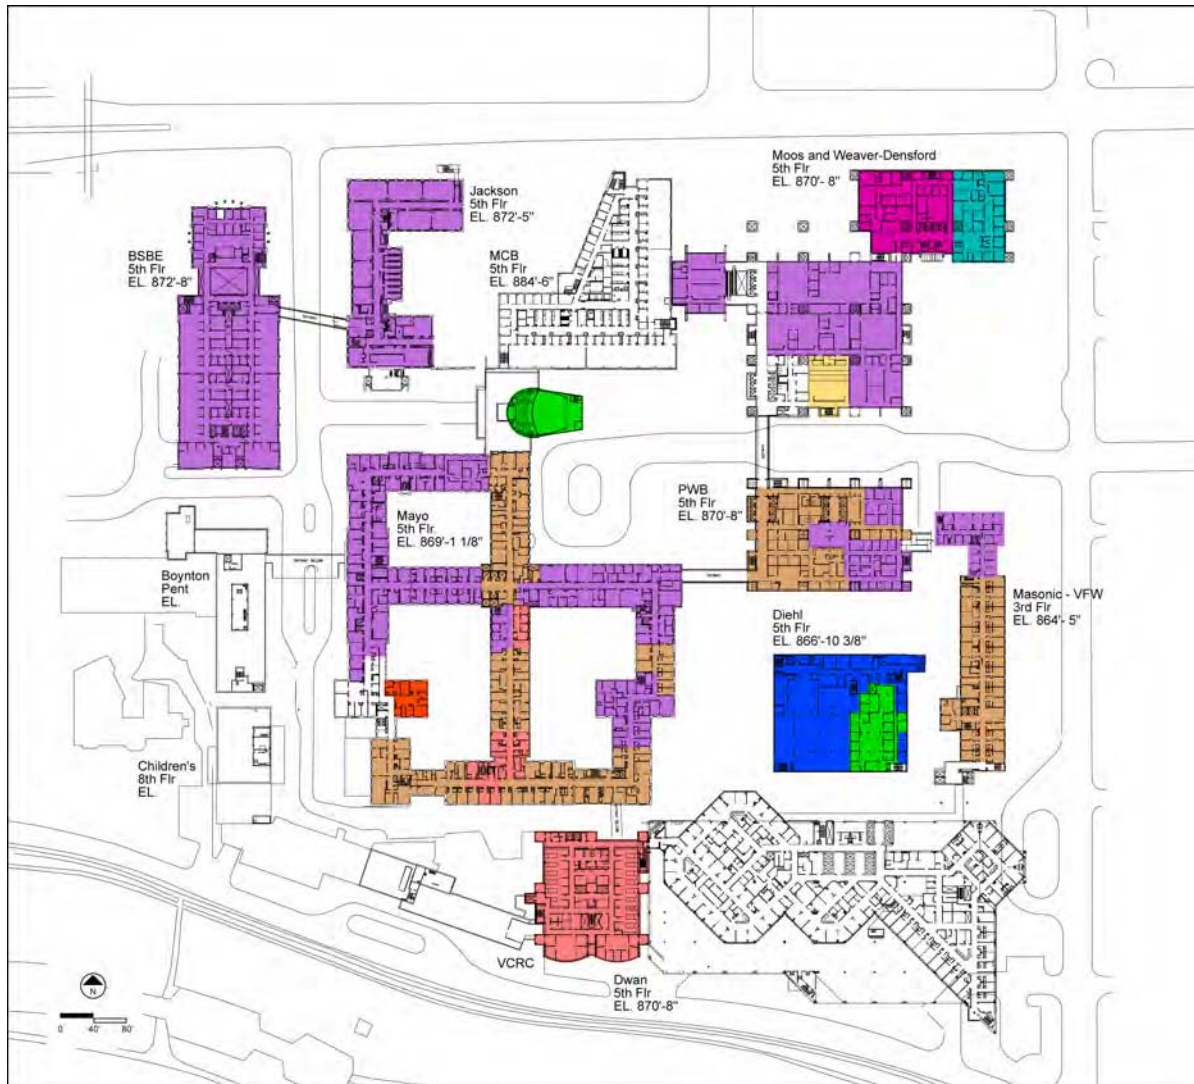 Moos and Weaver-Densford
5th Flr
EL. 870'- 8"
Jackson
5th Flr
EL. 872'-5"
BSBE
5th Flr
EL. 872'-8"
MCB
5th Flr
EL. 884'-6"
Mayo
5th Flr.
EL. 869'-1 1/8"
PWB
5th Flr
EL. 870'-8"
Boynton
Pent
EL.
Masonic - VFW
3rd Flr
EL. 864'- 5"
Diehl
5th Flr
EL. 866'-10 3/8"
Children's
8th Flr
EL.
VCRC
Dwan
5th Flr
EL. 870'-8"
N
0 40' 80'